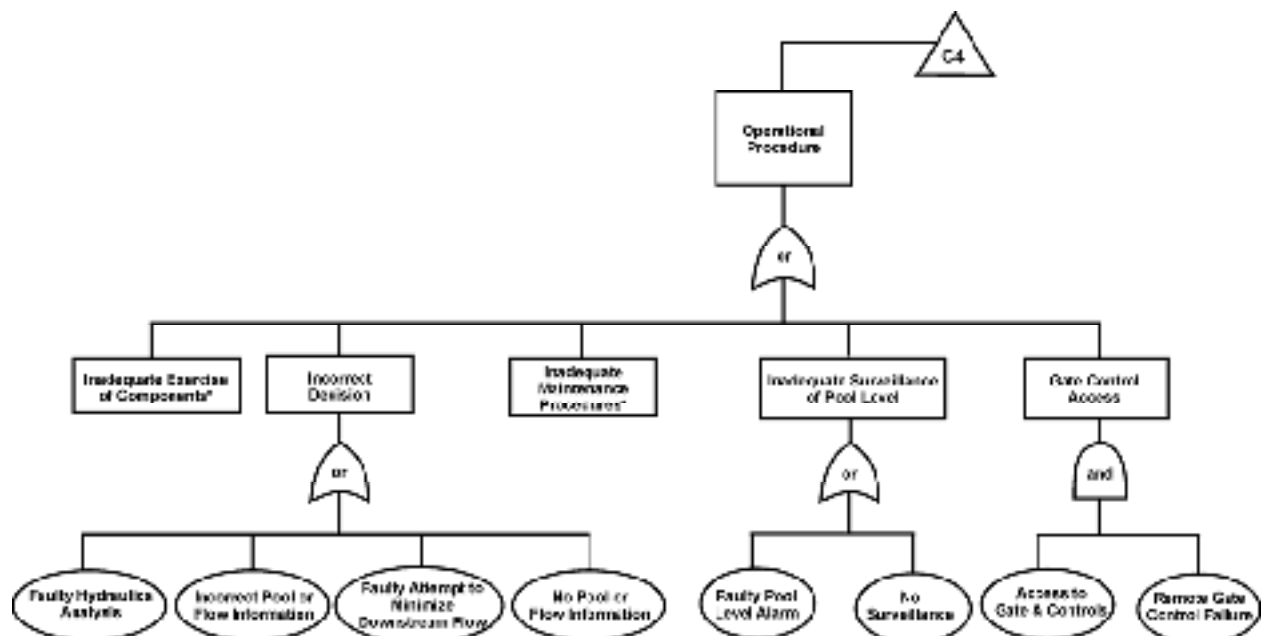 C4
Operational
Procedure
or
Inadequate Exercise
of Components*
Incorrect
Decision
Inadequate
Maintenance
Procedures*
Inadequate Surveillance
of Pool Level
Gate Control
Access
or
or
and
Faulty Hydraulics
Analysis
Incorrect Pool or
Flow Information
Faulty Attempt to
Minimize
Downstream Flow
No Pool or
Flow Information
Faulty Pool
Level Alarm
No
Surveillance
Access to
Gate & Controls
Remote Gate
Control Failure